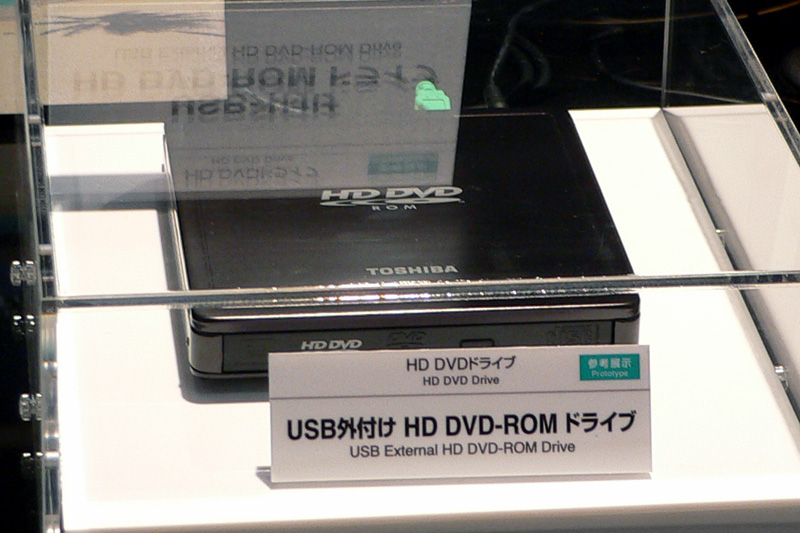 HD DVD
ROM
TOSHIBA
HD DVD
HD DVDドライブ
HD DVD Drive
参考展示
Prototype
USB外付け HD DVD-ROM ドライブ
USB External HD DVD-ROM Drive